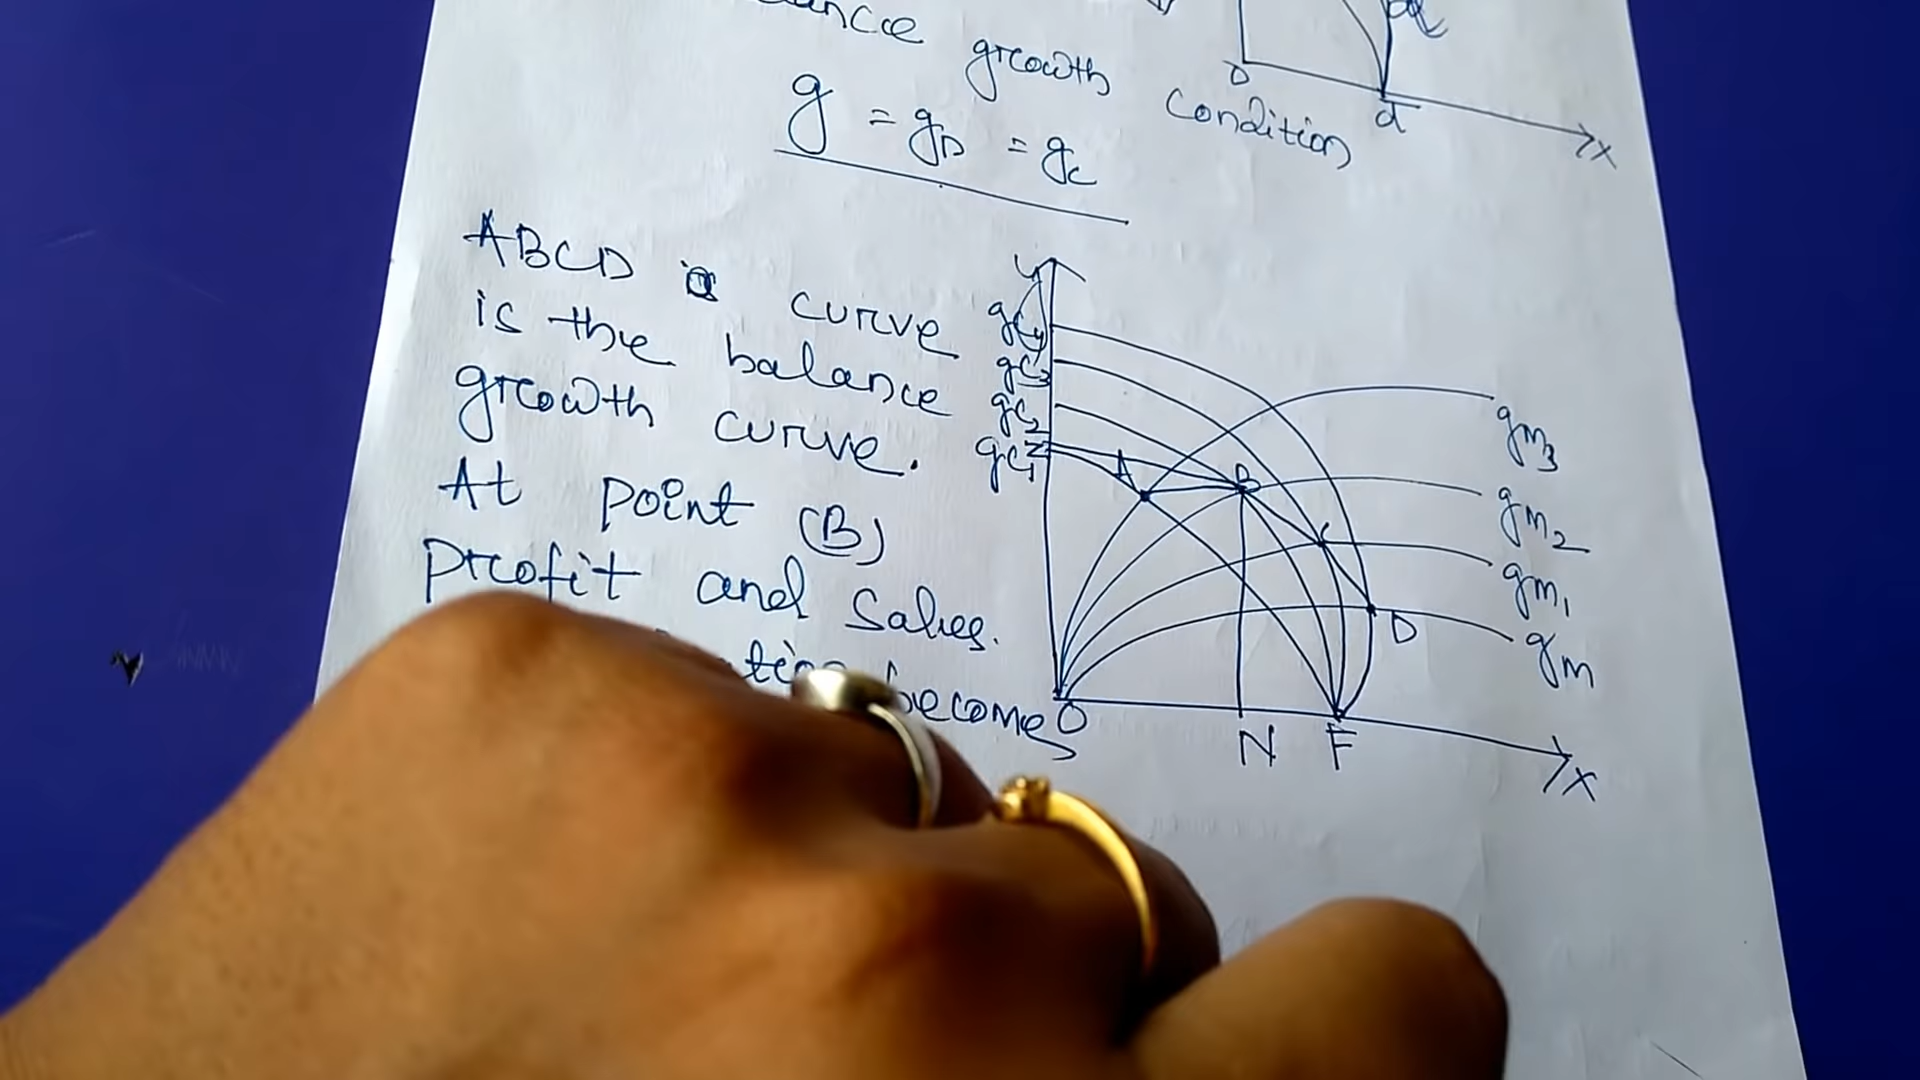 growth
condition
g = gD = gc
O
d
X
ABCD curve
is the balance
growth curve.
At point (B)
Profit and Sales.
become
y
gc4
gc3
gc2
gc1
A
B
C
D
gm3
gm2
gm1
gm
O
N
F
X